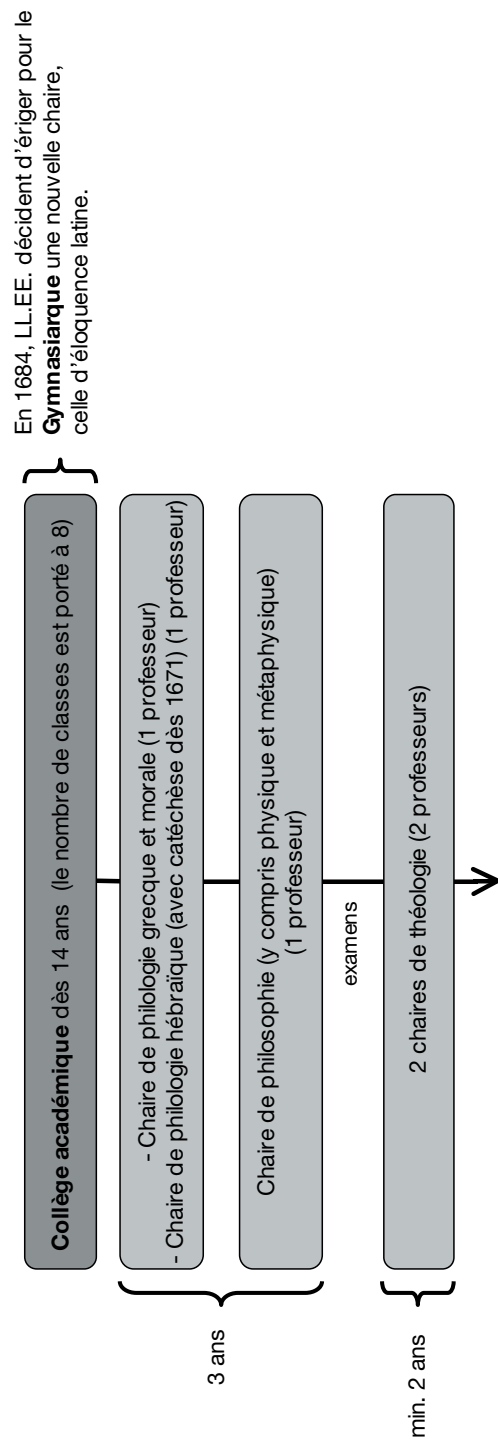 En 1684, LL.EE. décident d'ériger pour le
Gymnasiarque une nouvelle chaire,
celle d'éloquence latine.
Collège académique dès 14 ans (le nombre de classes est porté à 8)
- Chaire de philologie grecque et morale (1 professeur)
- Chaire de philologie hébraïque (avec catéchèse dès 1671) (1 professeur)
3 ans
Chaire de philosophie (y compris physique et métaphysique)
(1 professeur)
examens
2 chaires de théologie (2 professeurs)
min. 2 ans